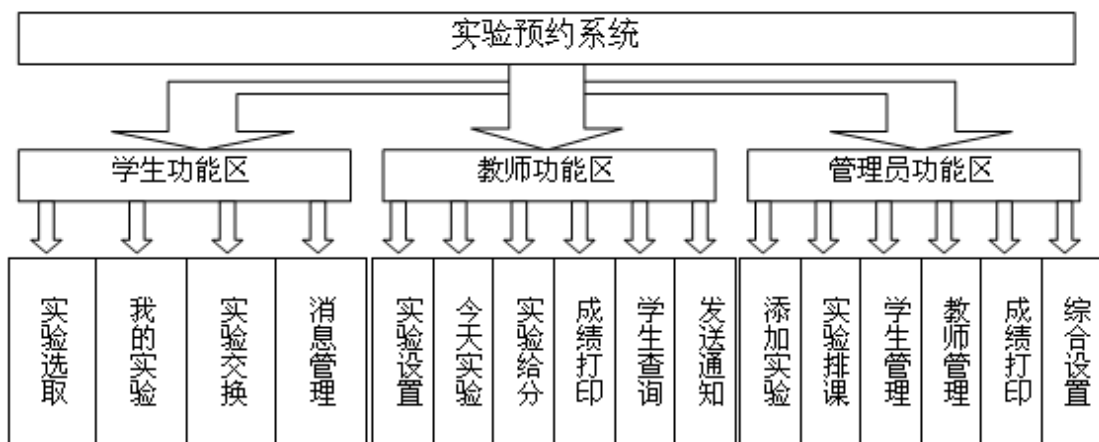 实验预约系统
学生功能区
教师功能区
管理员功能区
实验选取
我的实验
实验交换
消息管理
实验设置
今天实验
实验给分
成绩打印
学生查询
发送通知
添加实验
实验排课
学生管理
教师管理
成绩打印
综合设置